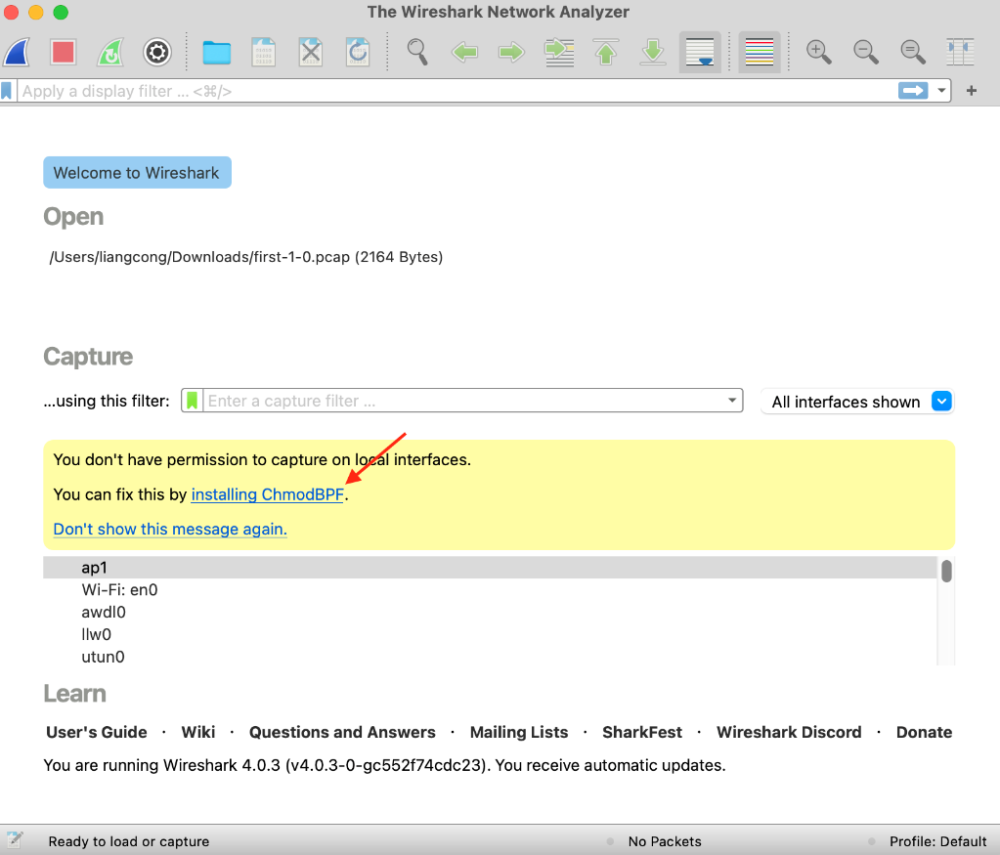 The Wireshark Network Analyzer
Apply a display filter ... <⌘/>
Welcome to Wireshark
Open
/Users/liangcong/Downloads/first-1-0.pcap (2164 Bytes)
Capture
...using this filter: Enter a capture filter ... All interfaces shown
You don't have permission to capture on local interfaces.
You can fix this by installing ChmodBPF.
Don't show this message again.
ap1
Wi-Fi: en0
awdl0
llw0
utun0
Learn
User's Guide · Wiki · Questions and Answers · Mailing Lists · SharkFest · Wireshark Discord · Donate
You are running Wireshark 4.0.3 (v4.0.3-0-gc552f74cdc23). You receive automatic updates.
Ready to load or capture No Packets Profile: Default